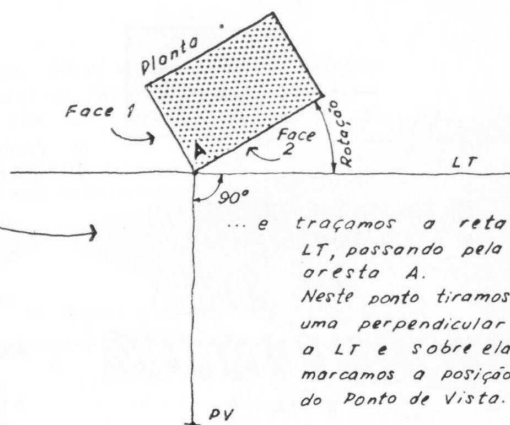 Planta
Face 1
A
Face
2
Rotação
LT
90°
... e traçamos a reta
LT, passando pela
aresta A.
Neste ponto tiramos
uma perpendicular
a LT e sobre ela
marcamos a posição
do Ponto de Vista.
PV